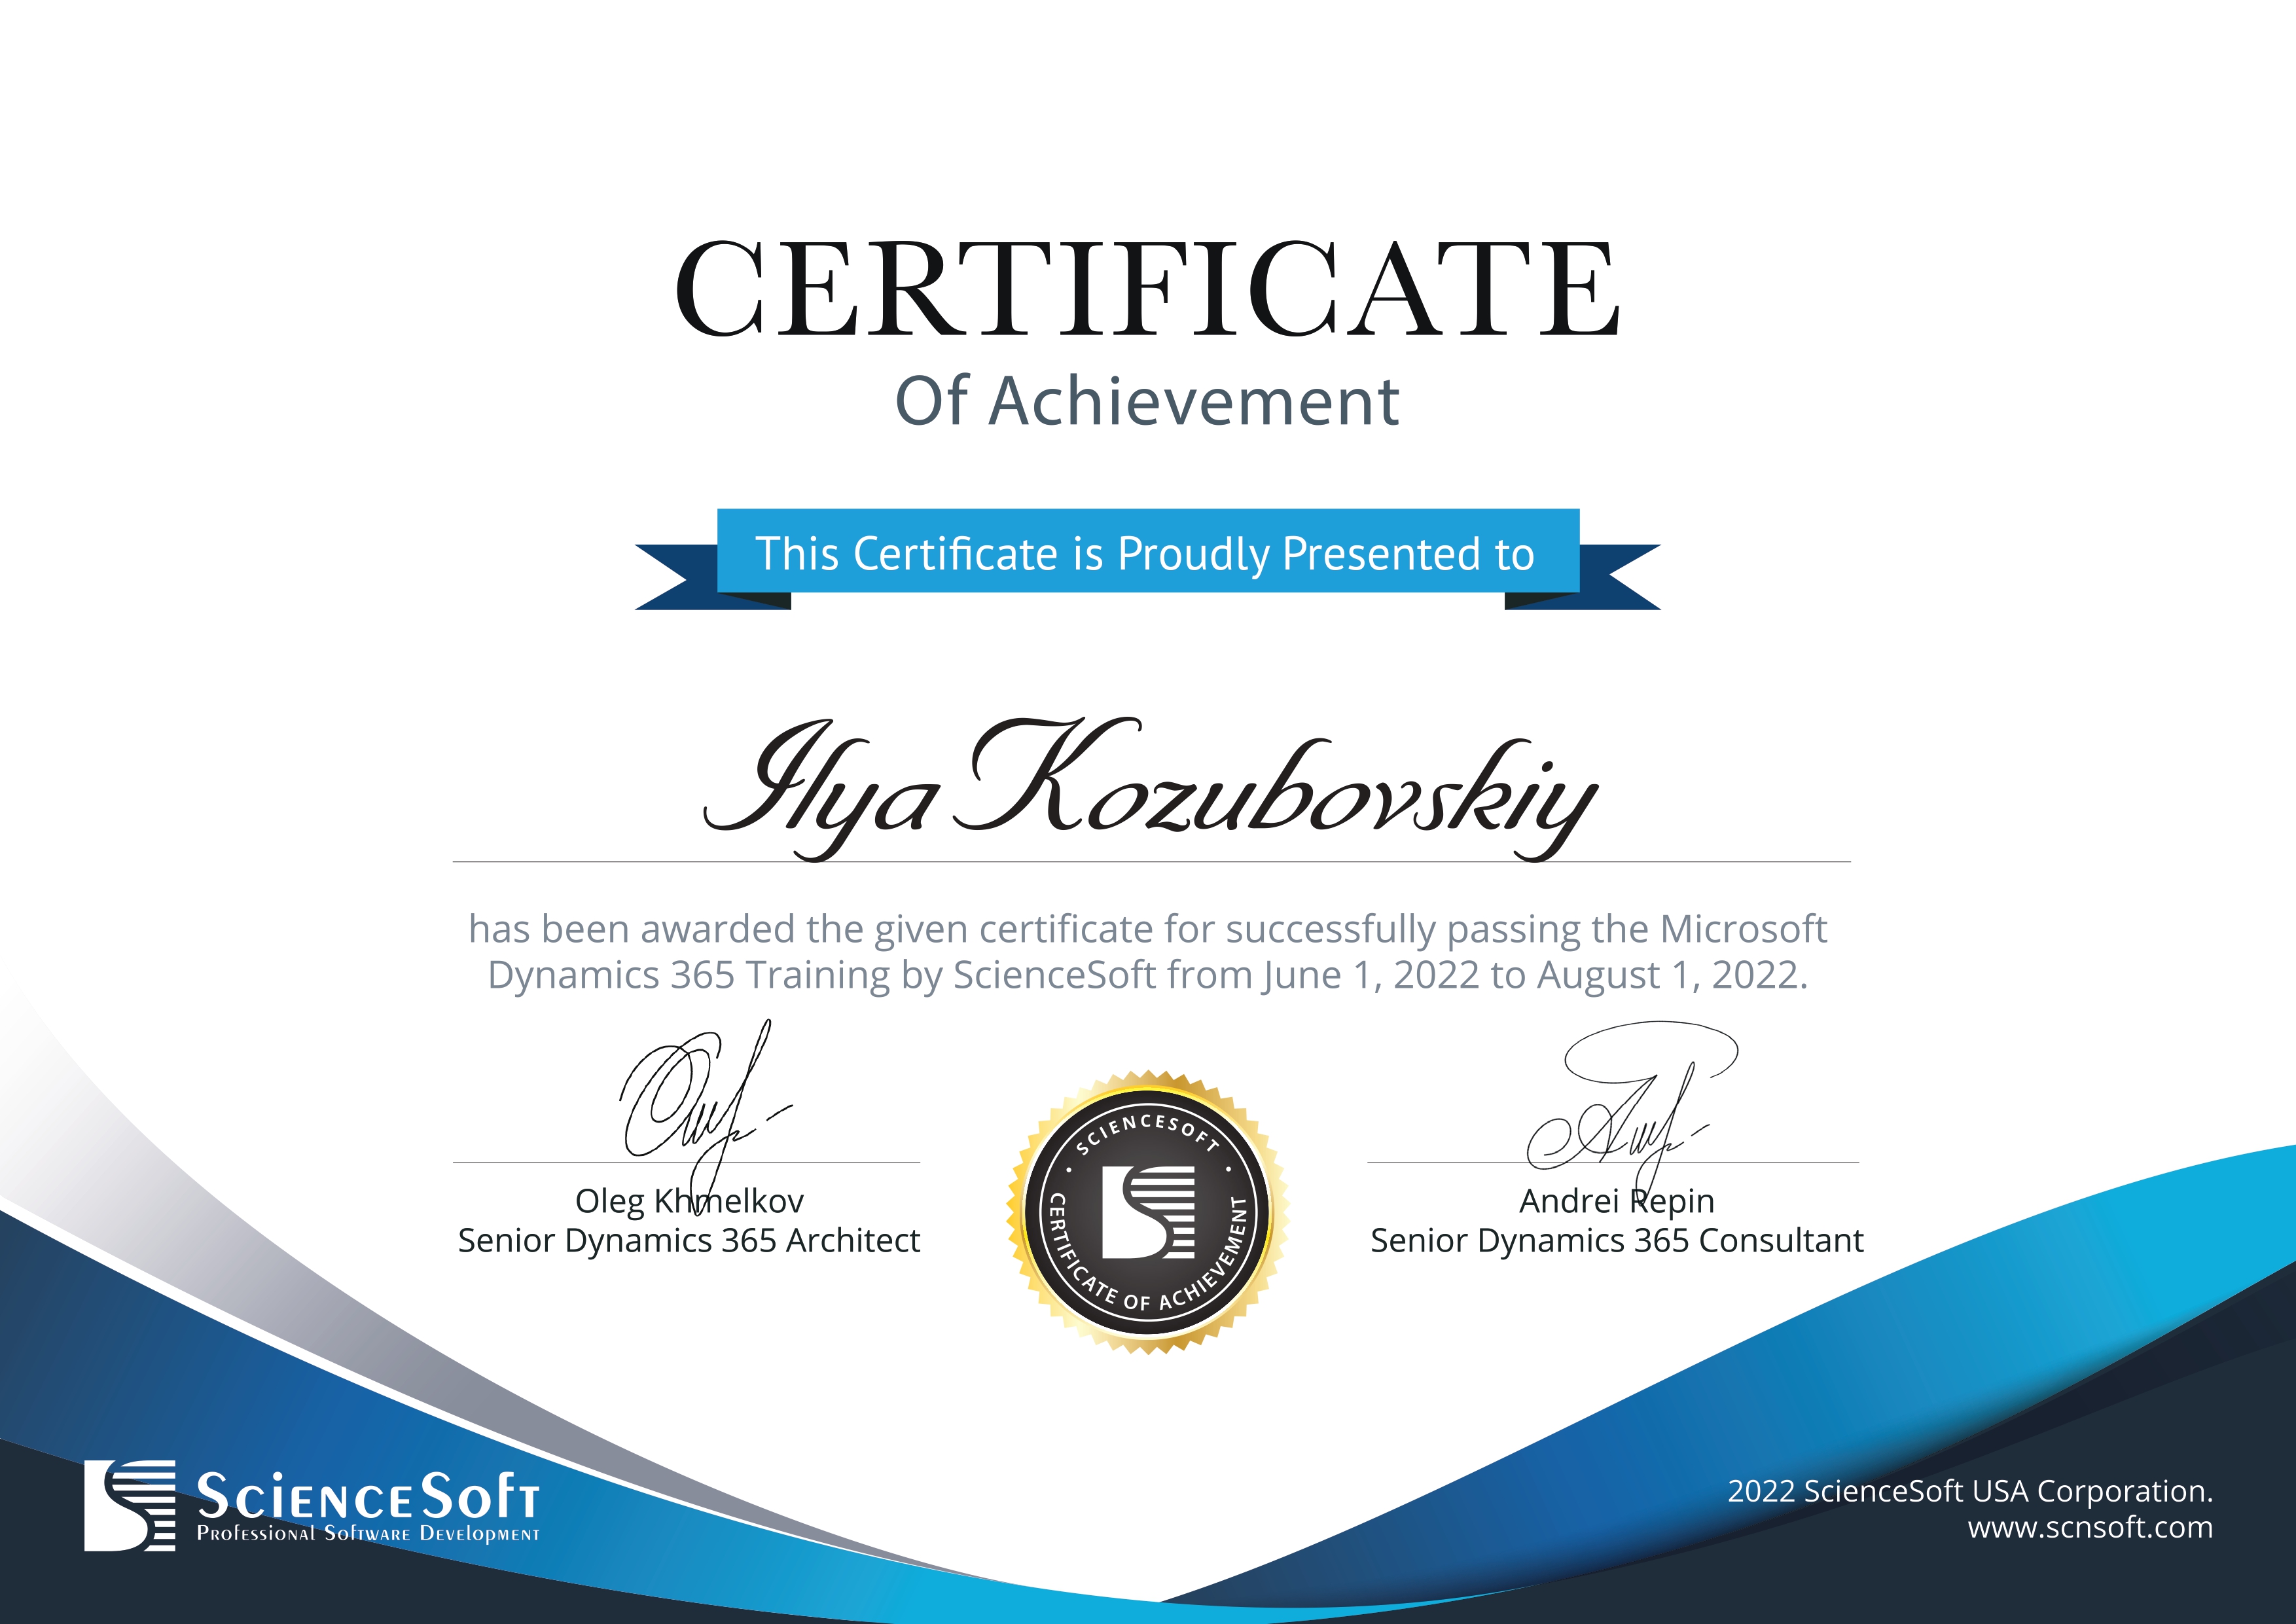 CERTIFICATE
Of Achievement
This Certificate is Proudly Presented to
Ilya Kozubovskiy
has been awarded the given certificate for successfully passing the Microsoft
Dynamics 365 Training by ScienceSoft from June 1, 2022 to August 1, 2022.
Oleg Khmelkov
Senior Dynamics 365 Architect
SCIENCESOFT
CERTIFICATE OF ACHIEVEMENT
Andrei Repin
Senior Dynamics 365 Consultant
ScienceSoft
Professional Software Development
2022 ScienceSoft USA Corporation.
www.scnsoft.com